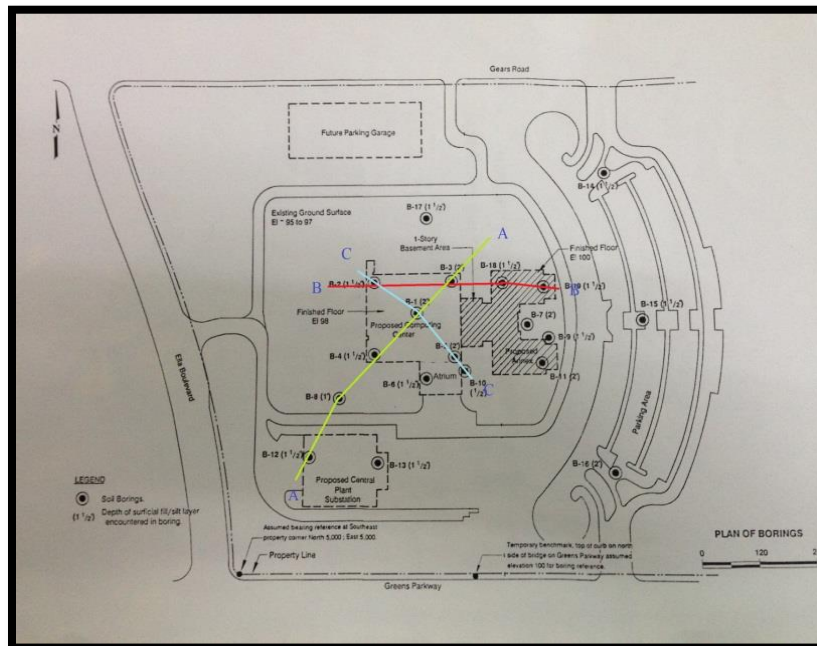 Gears Road
N
Future Parking Garage
B-14 (1 1/2')
B-17 (1 1/2')
Existing Ground Surface
El ~ 95 to 97
A
1-Story
Basement Area
Finished Floor
El 100
C
B-3 (2')
B-18 (1 1/2')
B
B-2 (1 1/2')
B
B-1 (2')
Finished Floor
El 98
Proposed Computing
Center
B-7 (2')
B-15 (1 1/2')
B-9 (1 1/2')
B-4 (1 1/2')
(2')
Proposed
Annex
Ella Boulevard
B-6 (1 1/2')
Atrium
B-10
(1/2')
C
B-11 (2')
Parking Area
B-8 (1')
B-12 (1 1/2')
B-13 (1 1/2')
B-16 (2')
A
Proposed Central
Plant
Substation
LEGEND
Soil Borings
(1 1/2') Depth of surficial fill/silt layer
encountered in boring.
Assumed bearing reference at Southeast
property corner North 5,000 ; East 5,000.
Property Line
Temporary benchmark, top of curb on north
side of bridge on Greens Parkway assumed
elevation 100 for boring reference.
PLAN OF BORINGS
0 120
Greens Parkway